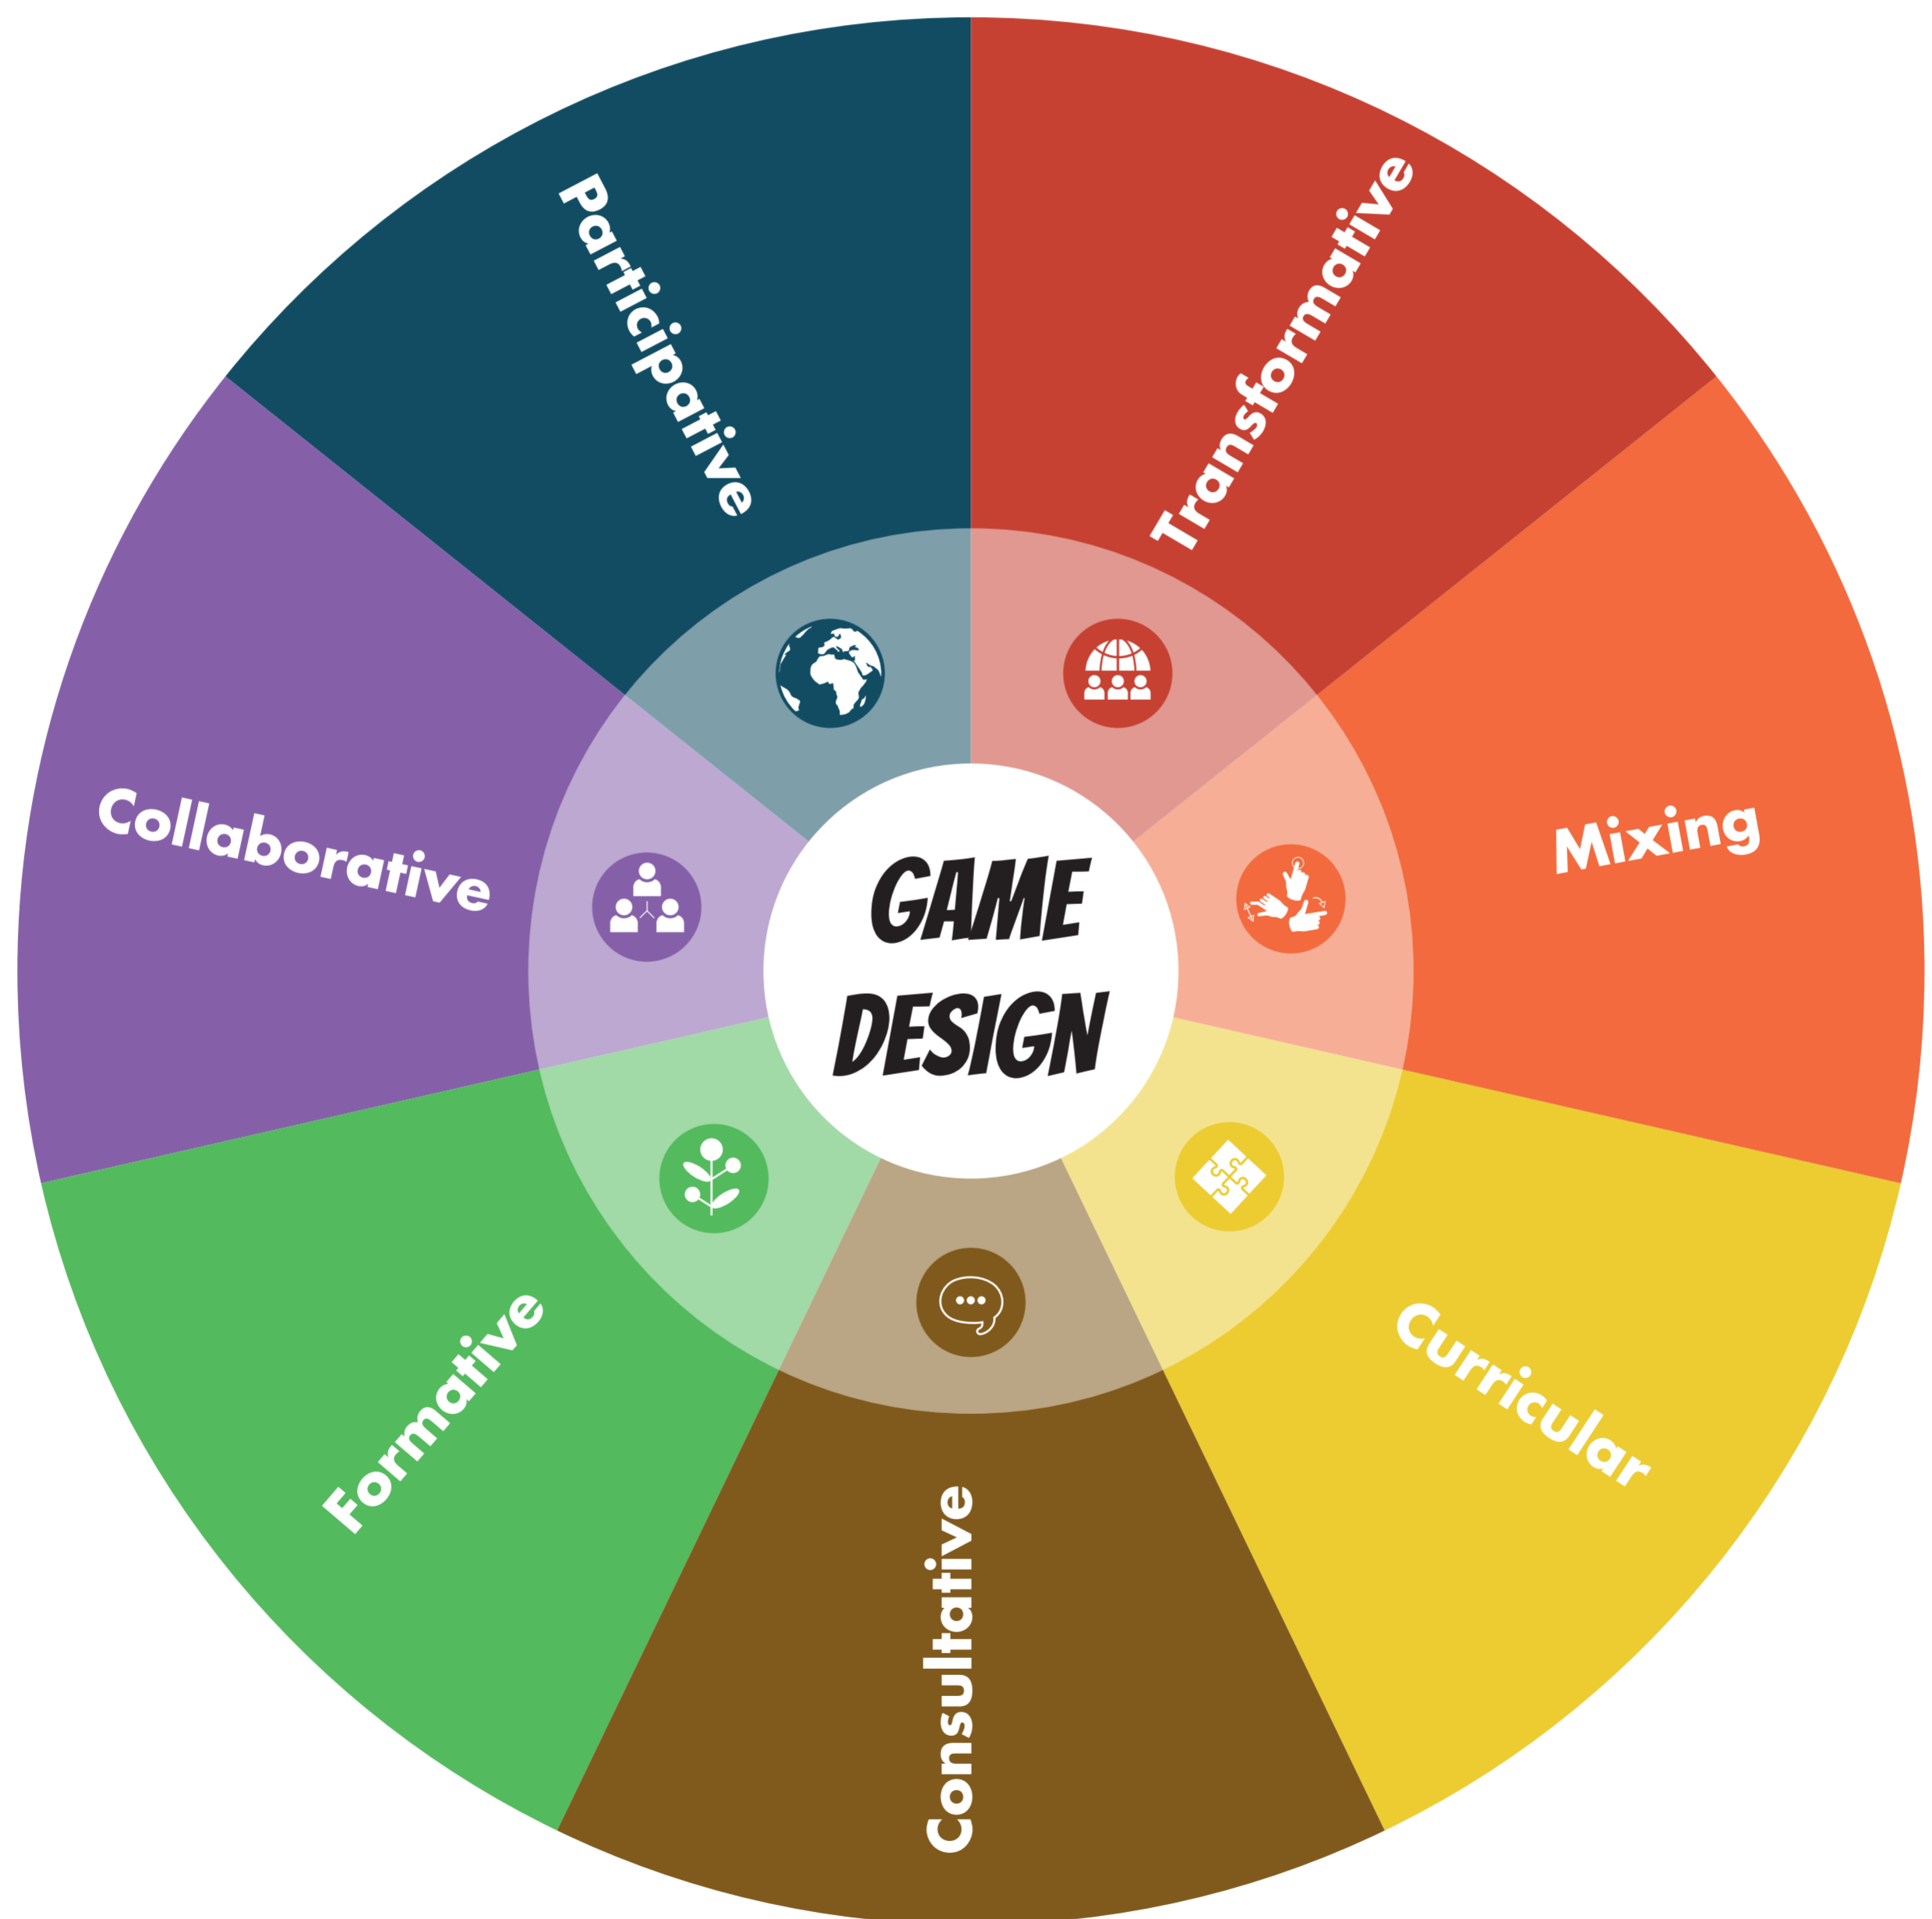 Participative
Transformative
Collaborative
Mixing
GAME
DESIGN
Formative
Curricular
Consultative